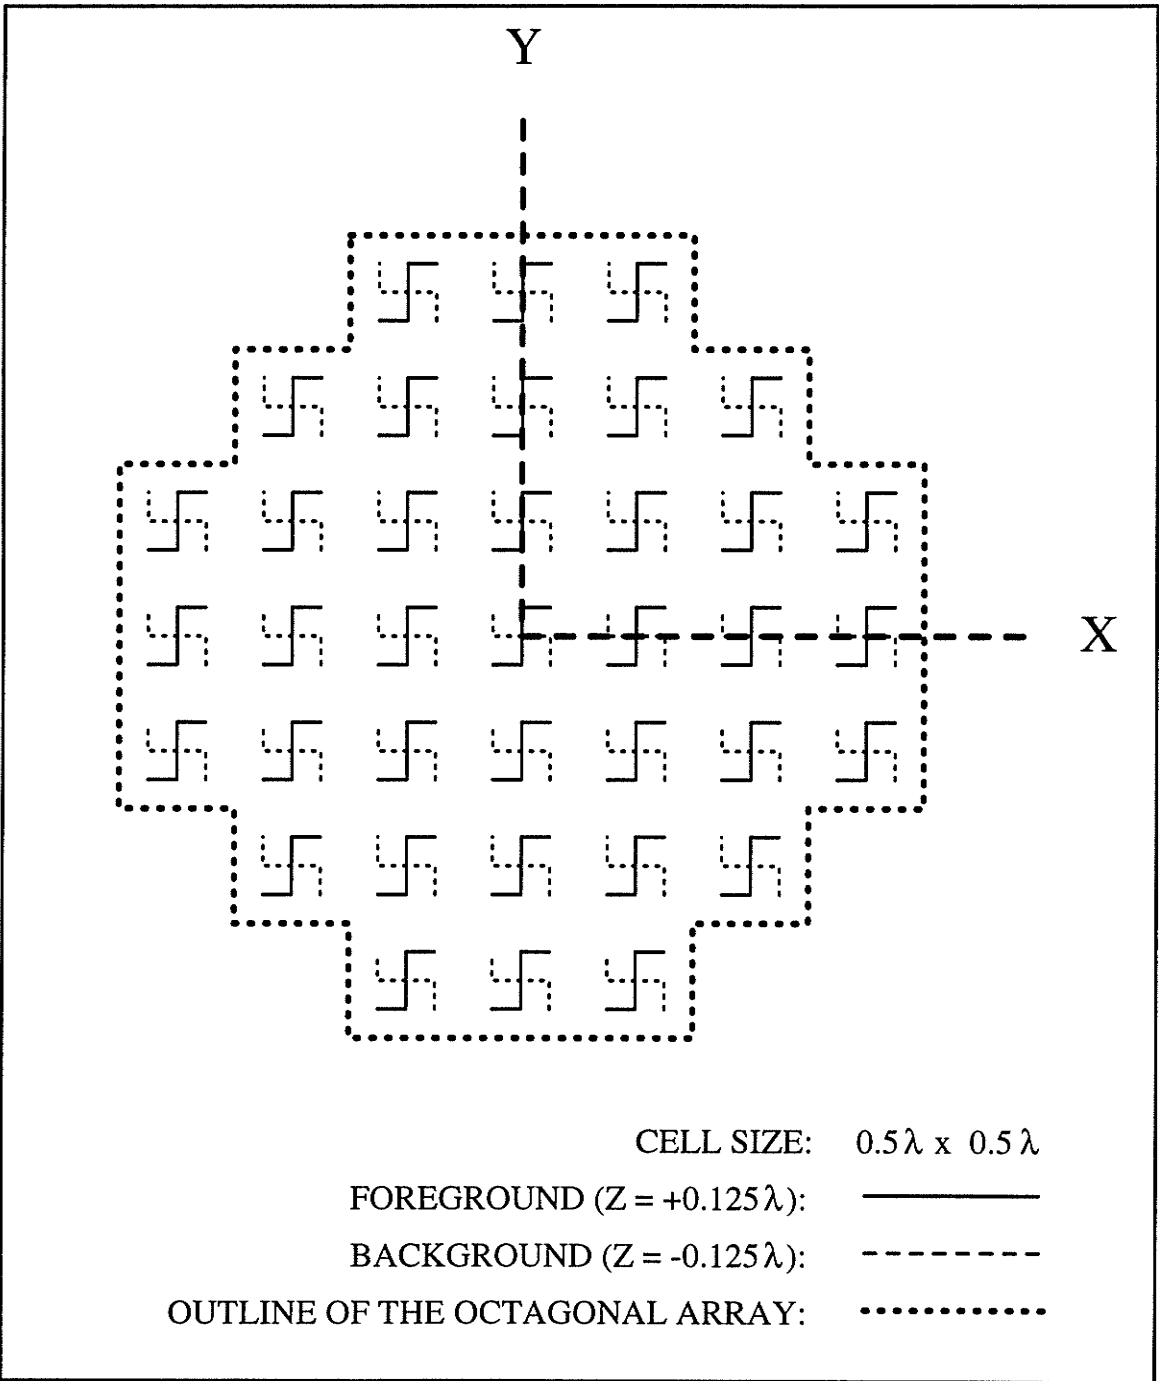 Y
X
CELL SIZE: 0.5λ x 0.5λ
FOREGROUND (Z = +0.125λ):
BACKGROUND (Z = -0.125λ):
OUTLINE OF THE OCTAGONAL ARRAY: